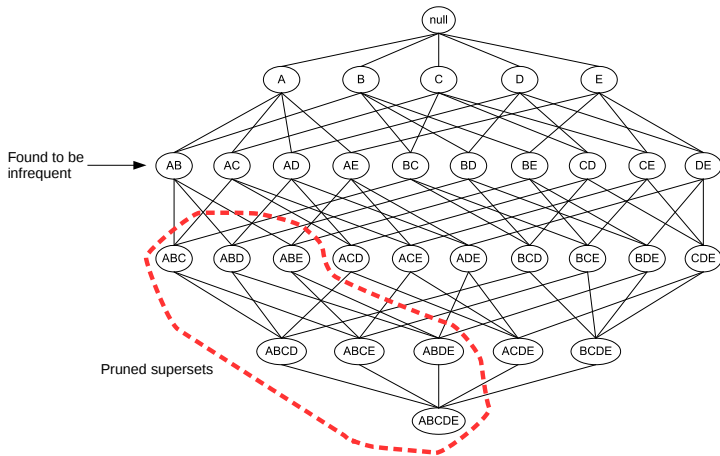 null
A B C D E
Found to be
infrequent
AB AC AD AE BC BD BE CD CE DE
ABC ABD ABE ACD ACE ADE BCD BCE BDE CDE
ABCD ABCE ABDE ACDE BCDE
Pruned supersets
ABCDE